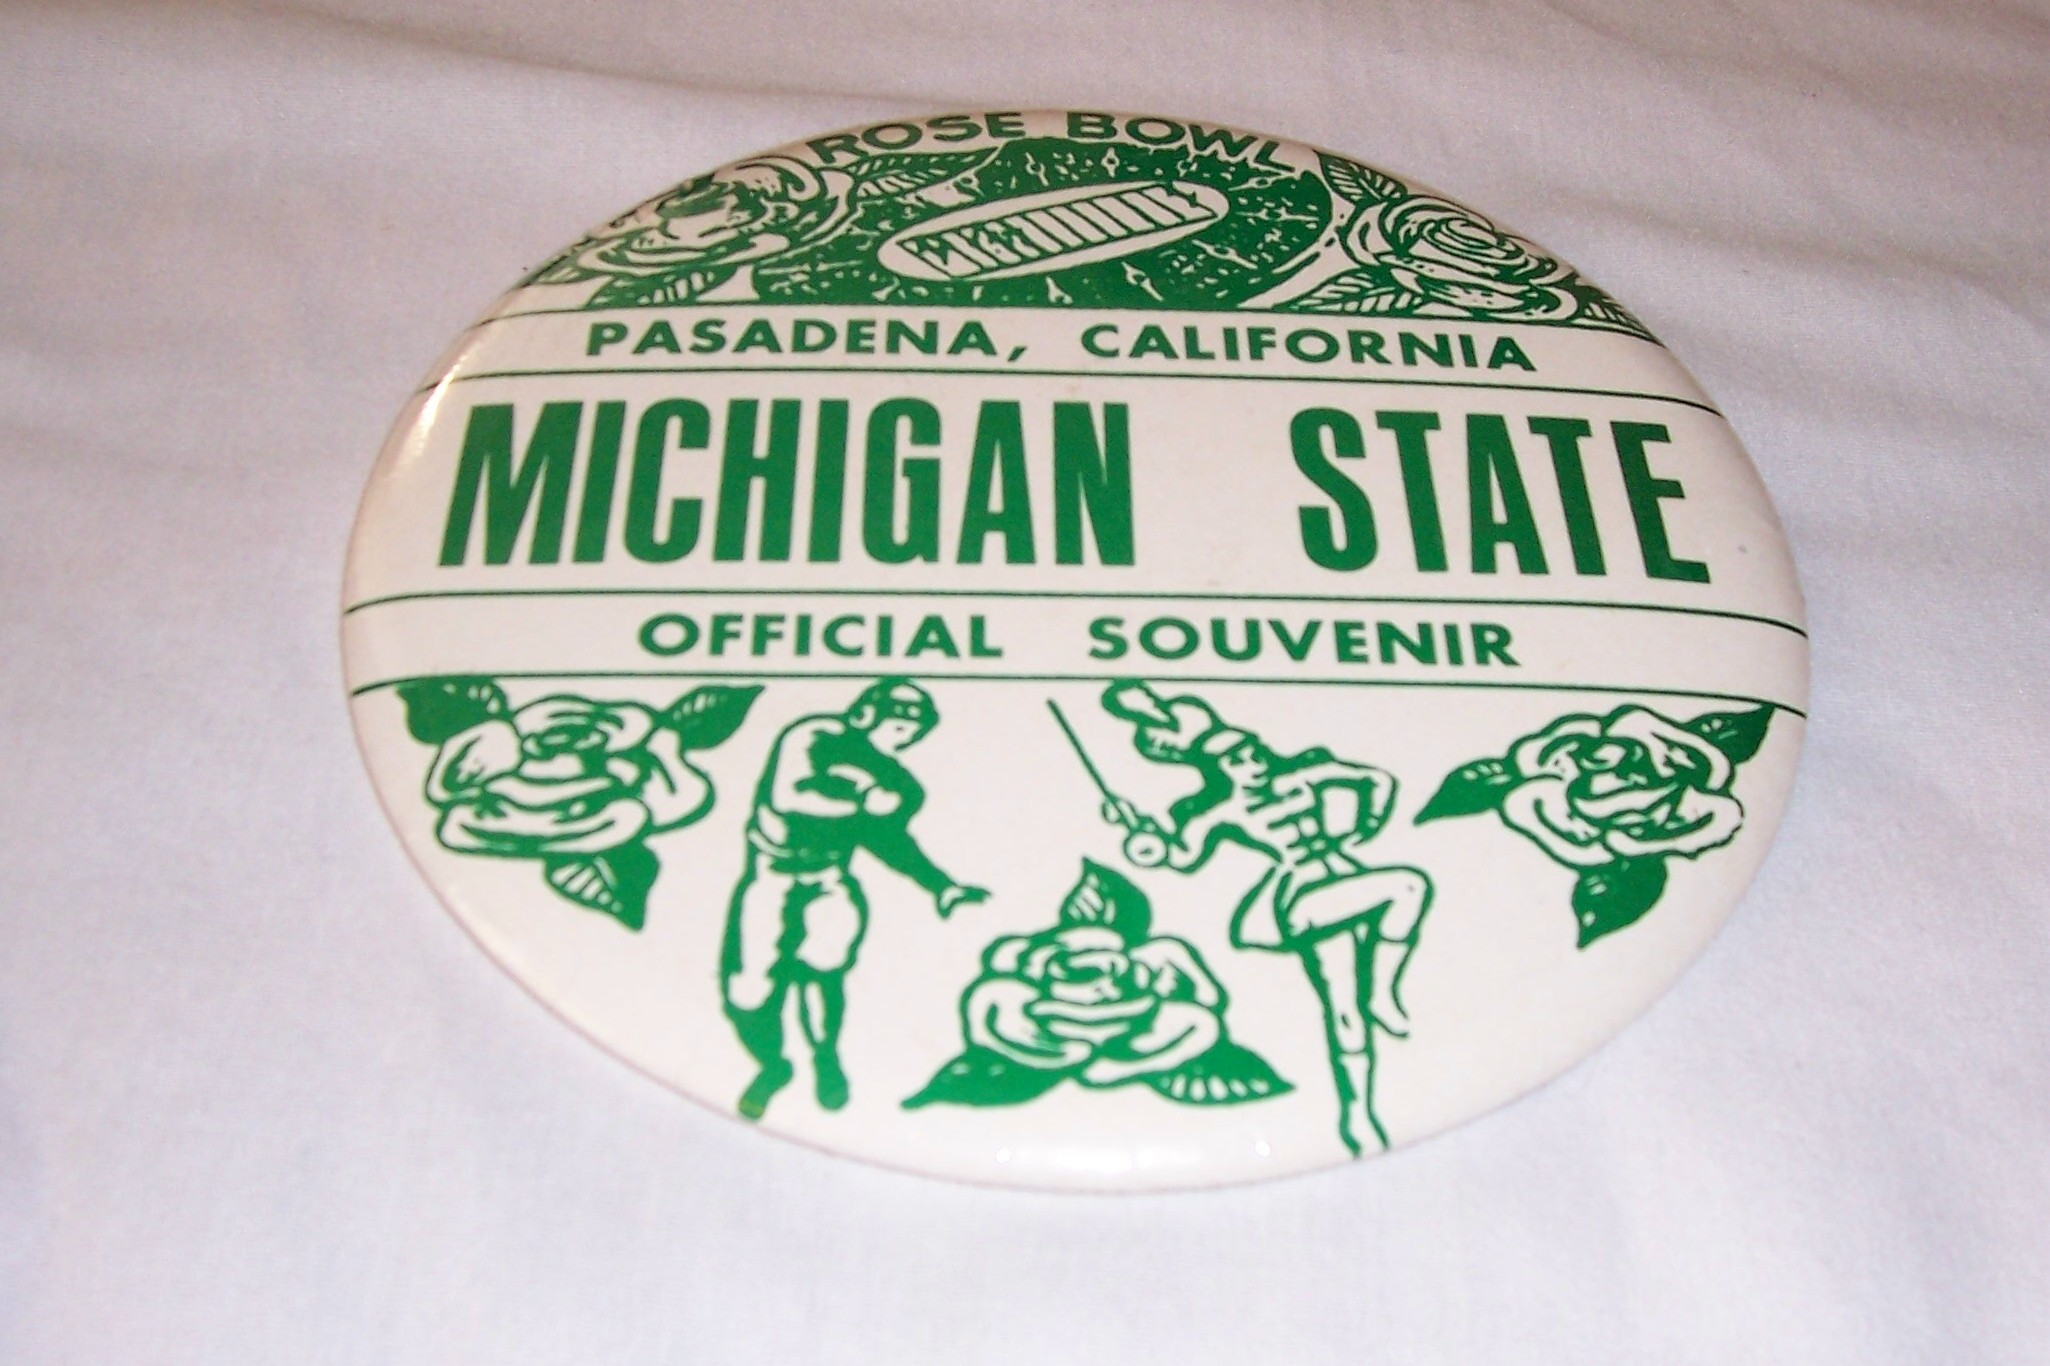 ROSE BOWL
PASADENA, CALIFORNIA
MICHIGAN STATE
OFFICIAL SOUVENIR